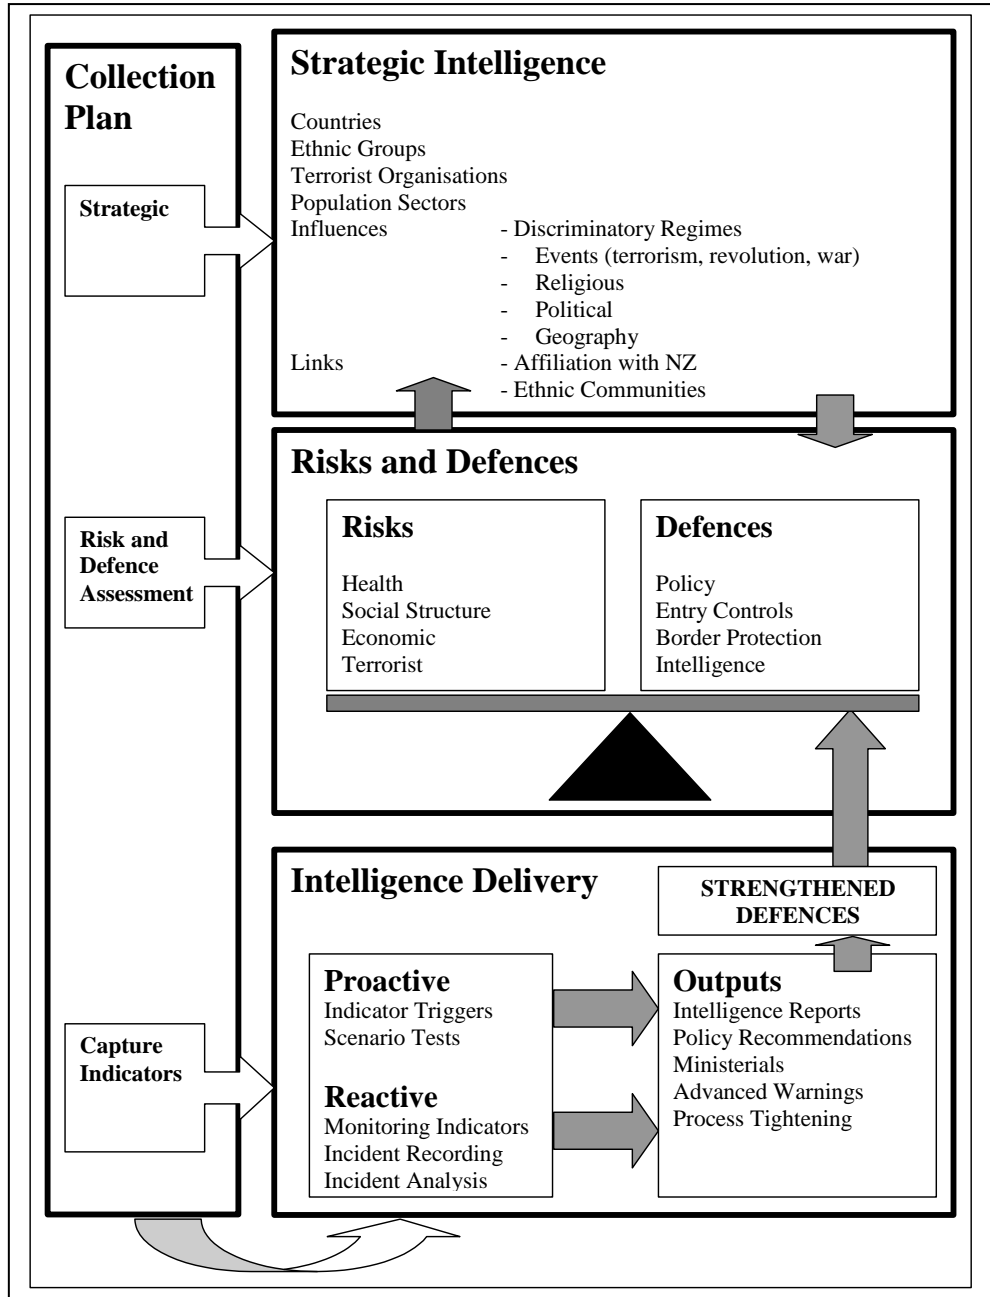 Collection
Plan
Strategic
Risk and
Defence
Assessment
Capture
Indicators
Strategic Intelligence
Countries
Ethnic Groups
Terrorist Organisations
Population Sectors
Influences - Discriminatory Regimes
- Events (terrorism, revolution, war)
- Religious
- Political
- Geography
Links - Affiliation with NZ
- Ethnic Communities
Risks and Defences
Risks
Health
Social Structure
Economic
Terrorist
Defences
Policy
Entry Controls
Border Protection
Intelligence
Intelligence Delivery
STRENGTHENED
DEFENCES
Proactive
Indicator Triggers
Scenario Tests
Reactive
Monitoring Indicators
Incident Recording
Incident Analysis
Outputs
Intelligence Reports
Policy Recommendations
Ministerials
Advanced Warnings
Process Tightening